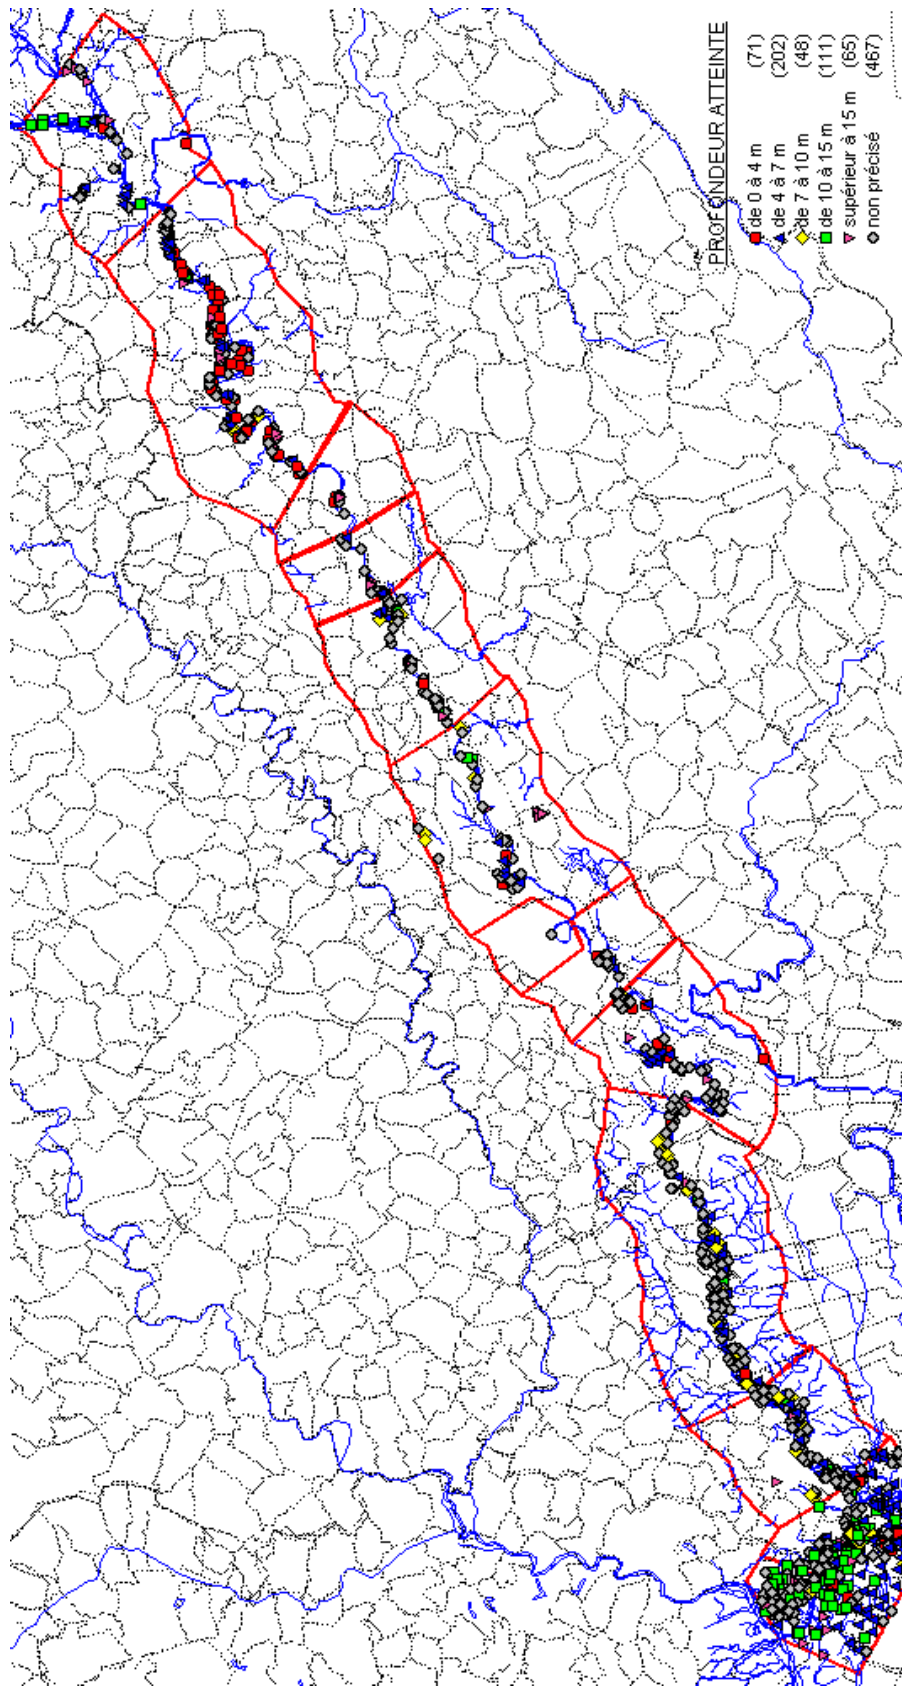 PROFONDEUR ATTEINTE
de 0 à 4 m (71)
de 4 à 7 m (202)
de 7 à 10 m (48)
de 10 à 15 m (111)
supérieur à 15 m (65)
non précisé (467)